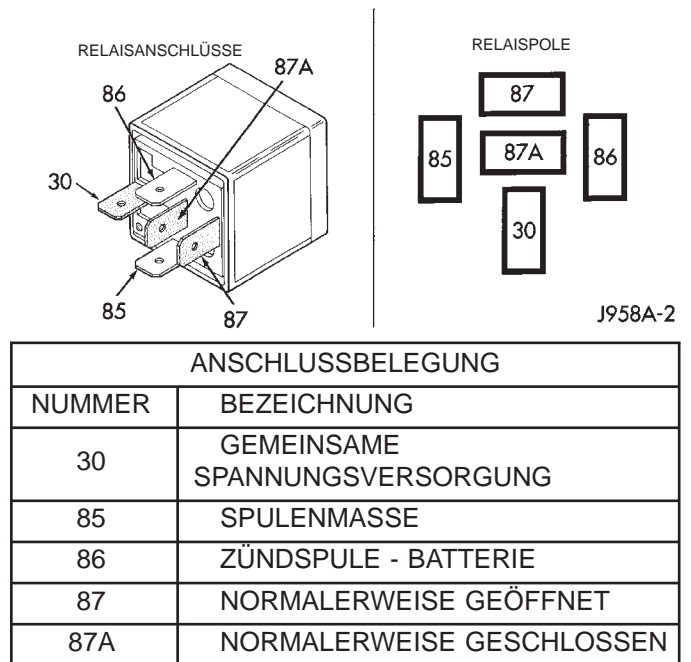 RELAISANSCHLÜSSE
87A
86
30
85
87
RELAISPOLE
87
85
87A
86
30
J958A-2
ANSCHLUSSBELEGUNG
NUMMER BEZEICHNUNG
30 GEMEINSAME
SPANNUNGSVERSORGUNG
85 SPULENMASSE
86 ZÜNDSPULE - BATTERIE
87 NORMALERWEISE GEÖFFNET
87A NORMALERWEISE GESCHLOSSEN